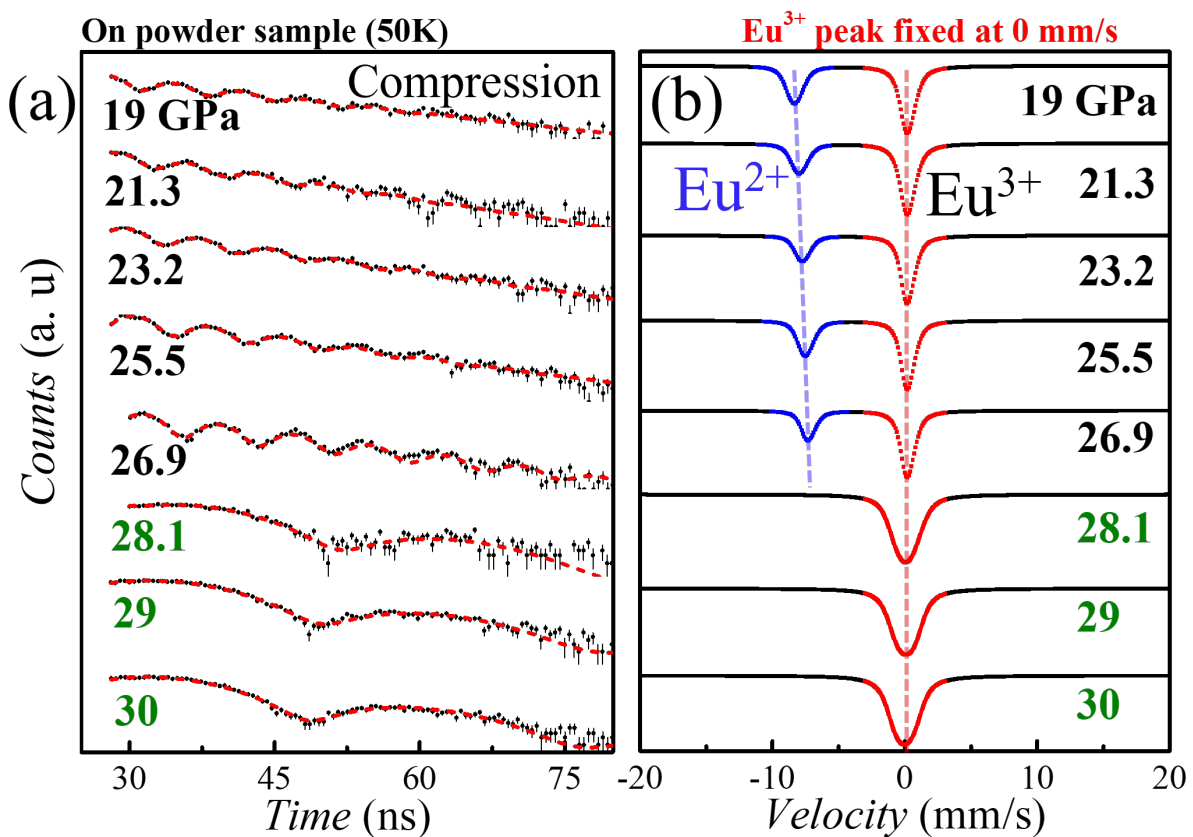 On powder sample (50K)
(a)
Compression
19 GPa
21.3
23.2
25.5
26.9
28.1
29
30
Counts (a. u)
30 45 60 75
Time (ns)
Eu³⁺ peak fixed at 0 mm/s
(b)
19 GPa
Eu²⁺
Eu³⁺
21.3
23.2
25.5
26.9
28.1
29
30
-20 -10 0 10 20
Velocity (mm/s)